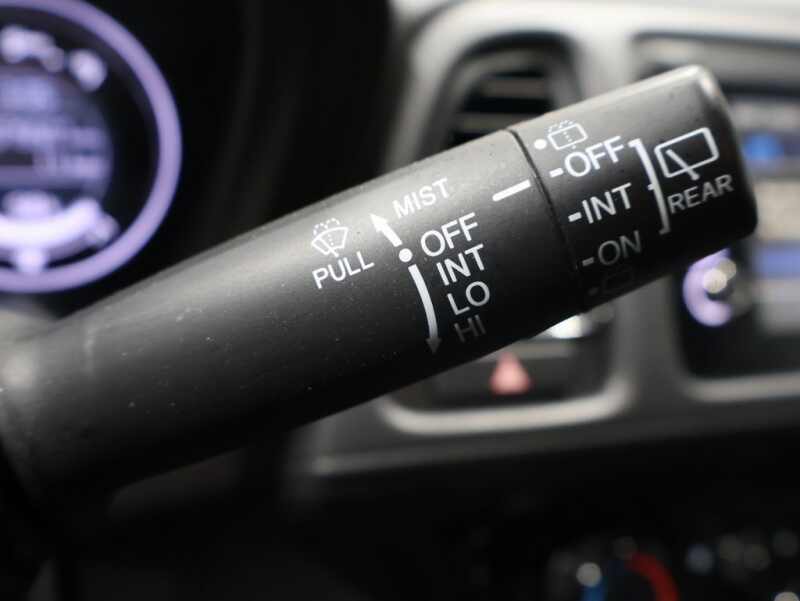 PULL
MIST
OFF
INT
LO
HI
OFF
INT
ON
REAR